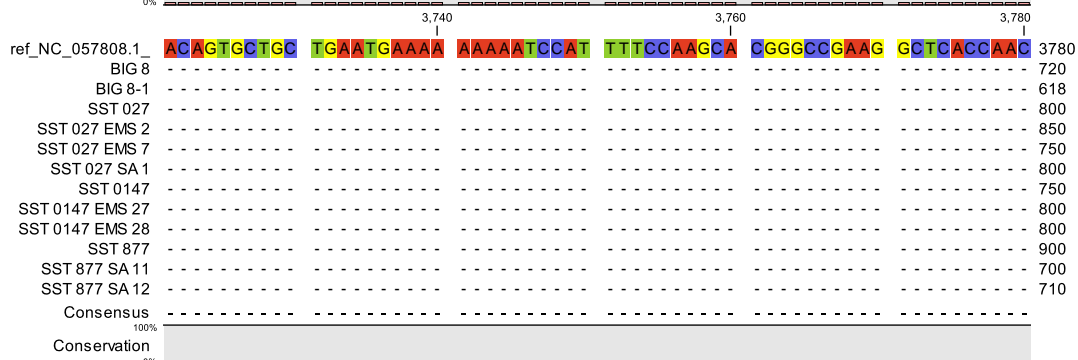 0%
3,740 3,760 3,780
ref_NC_057808.1_ ACAGTGCTGC TGAATGAAAA AAAAATCCAT TTTCCAAGCA CGGGCCGAAG GCTCACCAAC 3780
BIG 8 - - - - - - - - - - - - - - - - - - - - - - - - - - - - - - - - - - - - - - - - - - - - - - - - - - - - - - - - - - - - 720
BIG 8-1 - - - - - - - - - - - - - - - - - - - - - - - - - - - - - - - - - - - - - - - - - - - - - - - - - - - - - - - - - - - - 618
SST 027 - - - - - - - - - - - - - - - - - - - - - - - - - - - - - - - - - - - - - - - - - - - - - - - - - - - - - - - - - - - - 800
SST 027 EMS 2 - - - - - - - - - - - - - - - - - - - - - - - - - - - - - - - - - - - - - - - - - - - - - - - - - - - - - - - - - - - - 850
SST 027 EMS 7 - - - - - - - - - - - - - - - - - - - - - - - - - - - - - - - - - - - - - - - - - - - - - - - - - - - - - - - - - - - - 750
SST 027 SA 1 - - - - - - - - - - - - - - - - - - - - - - - - - - - - - - - - - - - - - - - - - - - - - - - - - - - - - - - - - - - - 800
SST 0147 - - - - - - - - - - - - - - - - - - - - - - - - - - - - - - - - - - - - - - - - - - - - - - - - - - - - - - - - - - - - 750
SST 0147 EMS 27 - - - - - - - - - - - - - - - - - - - - - - - - - - - - - - - - - - - - - - - - - - - - - - - - - - - - - - - - - - - - 800
SST 0147 EMS 28 - - - - - - - - - - - - - - - - - - - - - - - - - - - - - - - - - - - - - - - - - - - - - - - - - - - - - - - - - - - - 800
SST 877 - - - - - - - - - - - - - - - - - - - - - - - - - - - - - - - - - - - - - - - - - - - - - - - - - - - - - - - - - - - - 900
SST 877 SA 11 - - - - - - - - - - - - - - - - - - - - - - - - - - - - - - - - - - - - - - - - - - - - - - - - - - - - - - - - - - - - 700
SST 877 SA 12 - - - - - - - - - - - - - - - - - - - - - - - - - - - - - - - - - - - - - - - - - - - - - - - - - - - - - - - - - - - - 710
Consensus - - - - - - - - - - - - - - - - - - - - - - - - - - - - - - - - - - - - - - - - - - - - - - - - - - - - - - - - - - - -
100%
Conservation